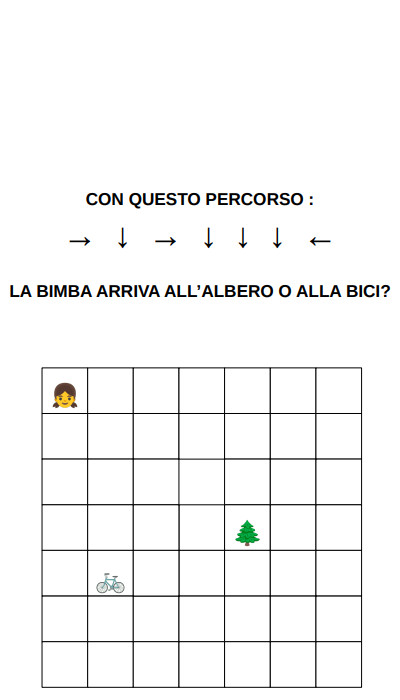 CON QUESTO PERCORSO :
→ ↓ → ↓ ↓ ↓ ←
LA BIMBA ARRIVA ALL’ALBERO O ALLA BICI?